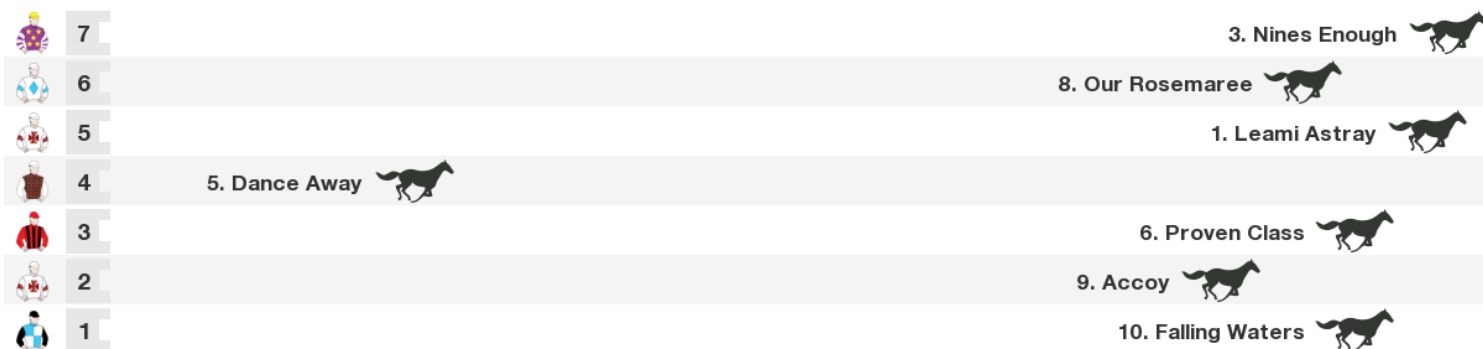 7 3. Nines Enough
6 8. Our Rosemaree
5 1. Leami Astray
4 5. Dance Away
3 6. Proven Class
2 9. Accoy
1 10. Falling Waters